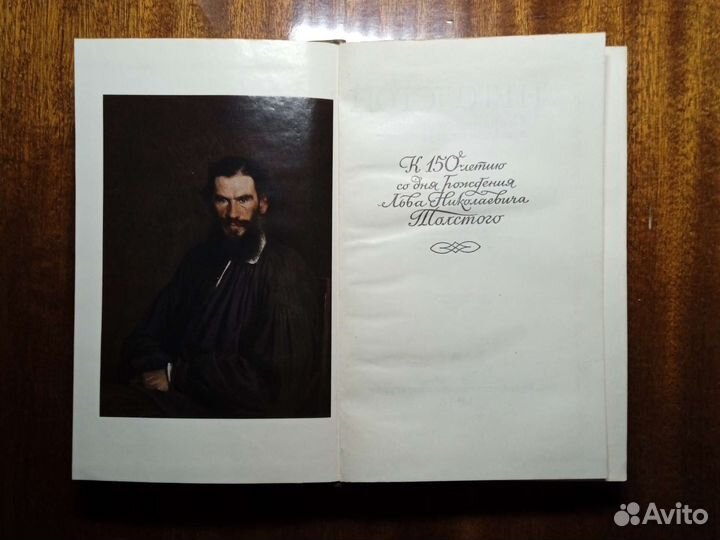 К 150-летию
со дня рождения
Льва Николаевича
Толстого
Avito